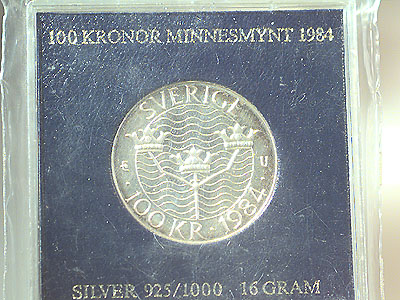 100 KRONOR MINNESMYNT 1984
SVERIGE
U
100 KR 1984
SILVER 925/1000 16 GRAM